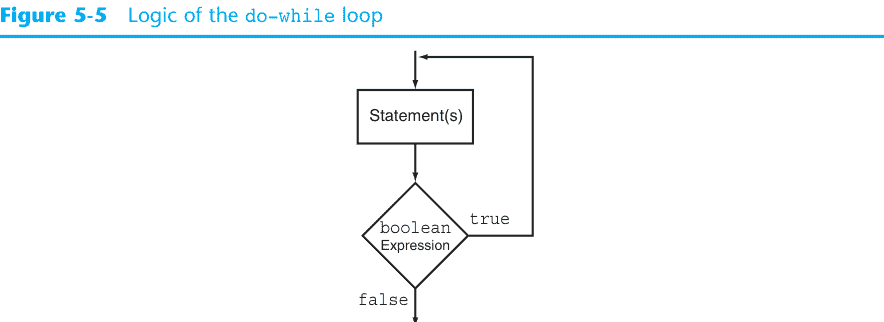 Figure 5-5 Logic of the do-while loop
Statement(s)
true
boolean
Expression
false